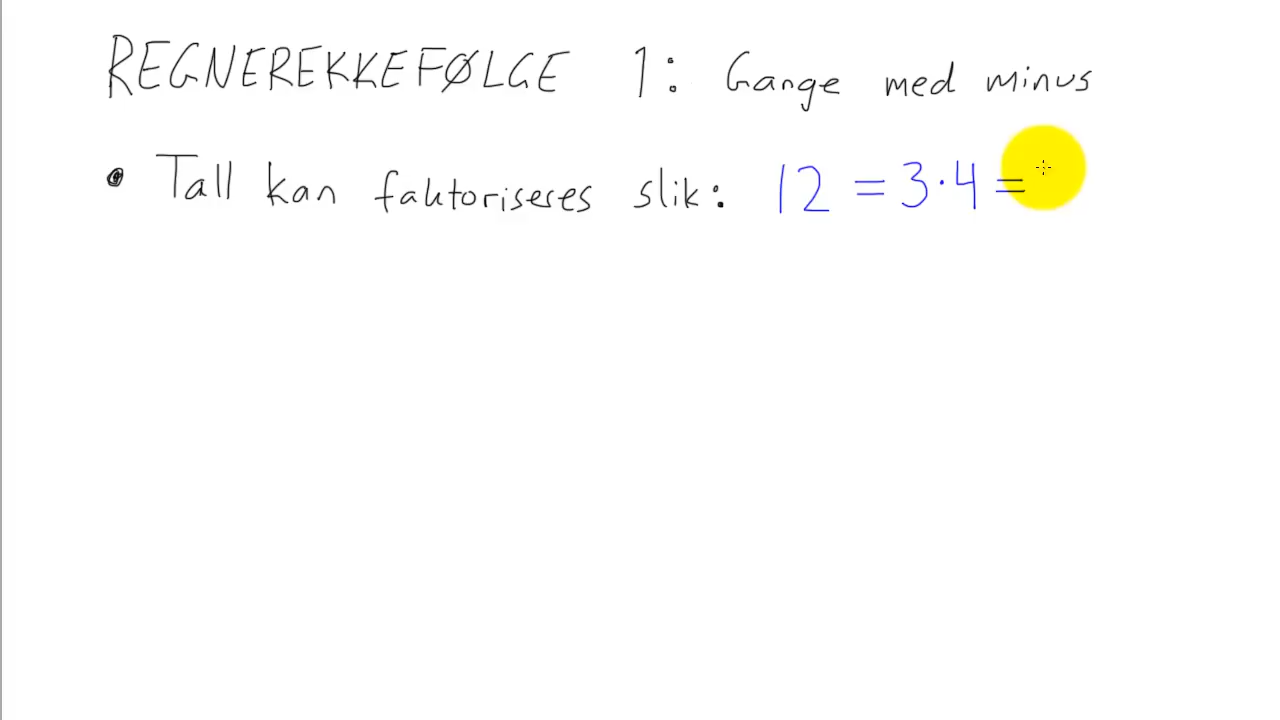 REGNEREKKEFØLGE 1: Gange med minus
• Tall kan faktoriseres slik: 12 = 3·4 =